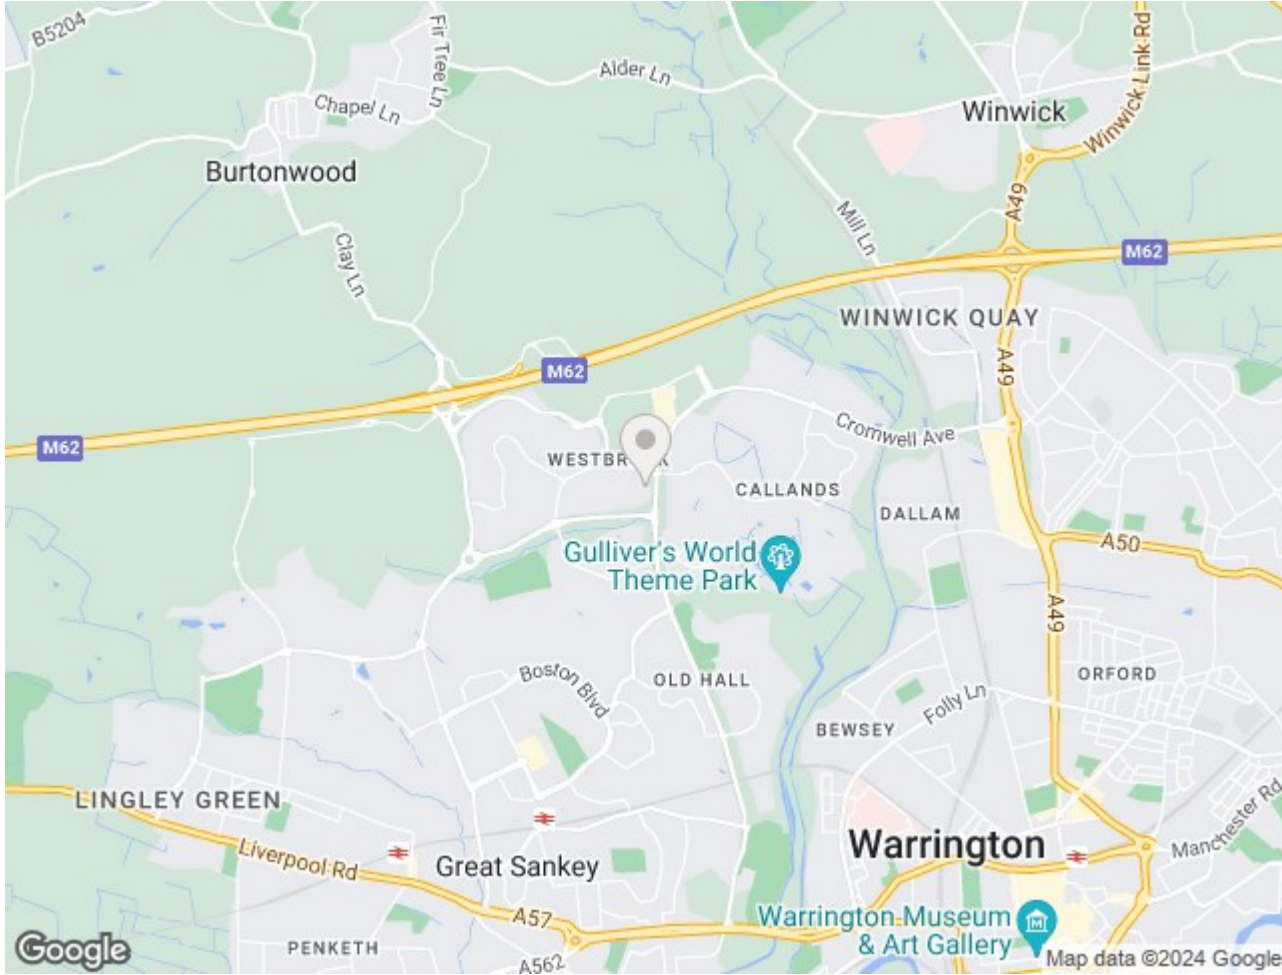 B5204
Fir Tree Ln
Alder Ln
Winwick Link Rd
Chapel Ln
Winwick
Burtonwood
A49
Mill Ln
Clay Ln
M62
WINWICK QUAY
M62
A49
Cromwell Ave
M62
CALLANDS
DALLAM
A50
Gulliver's World
Theme Park
A49
Boston Blvd
OLD HALL
ORFORD
Folly Ln
BEWSEY
LINGLEY GREEN
Manchester Rd
Liverpool Rd
Warrington
Great Sankey
A57
Warrington Museum
& Art Gallery
PENKETH
A562
Google
Map data ©2024 Google